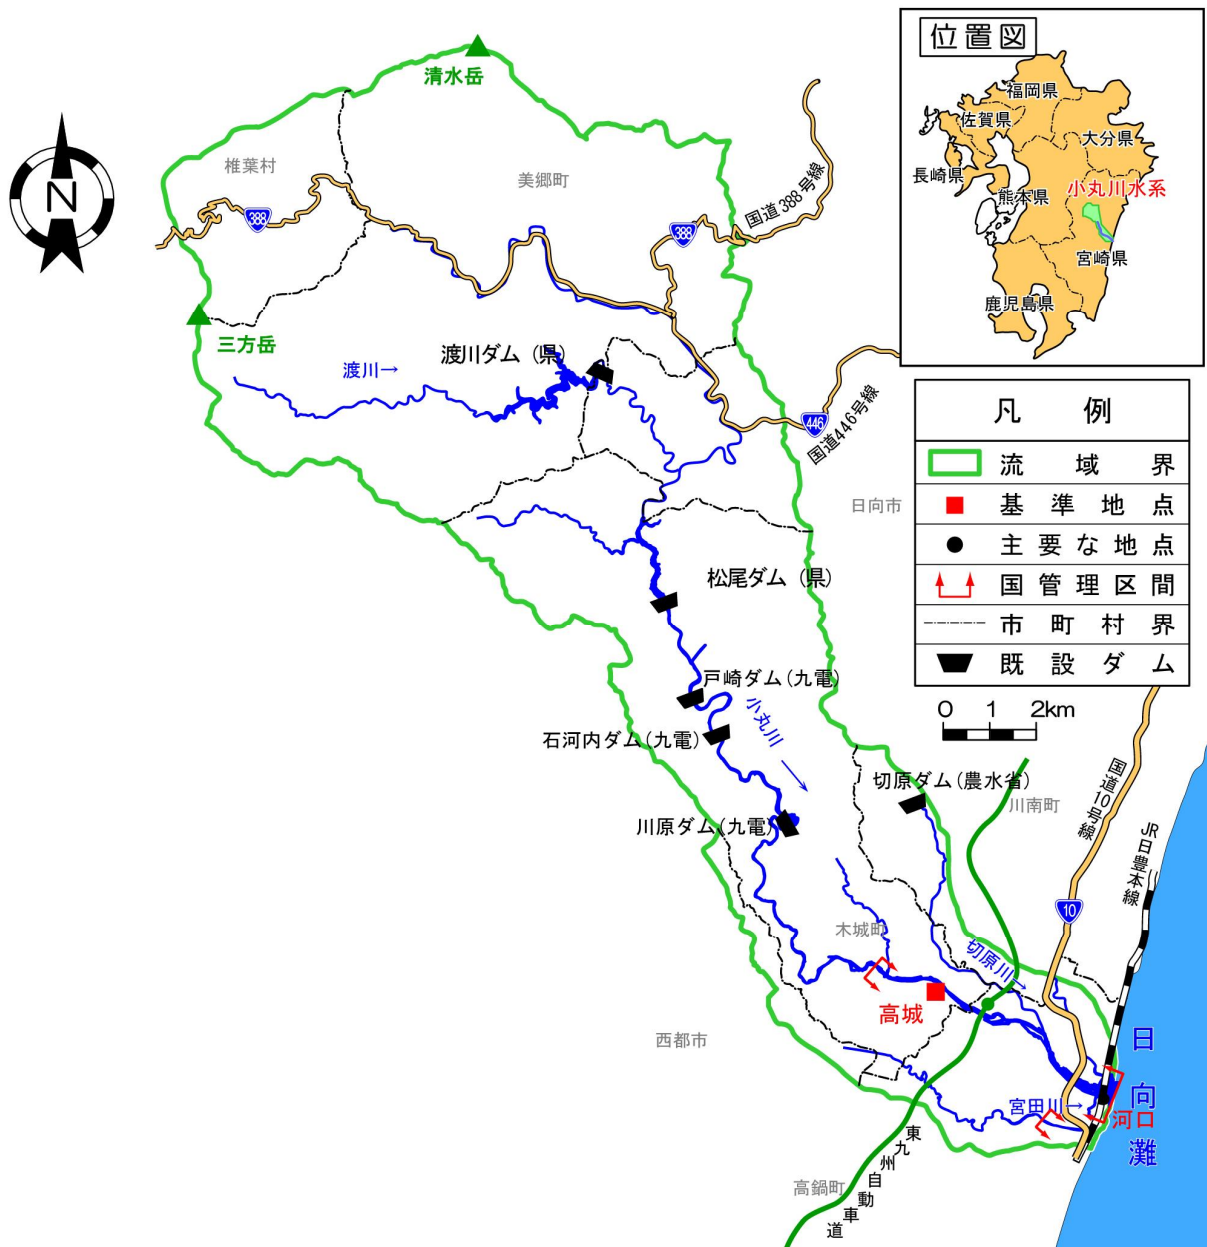 位置図
福岡県
佐賀県
大分県
長崎県
熊本県
小丸川水系
宮崎県
鹿児島県
清水岳
椎葉村
美郷町
N
388
国道388号線
388
三方岳
渡川ダム (県)
渡川→
446
国道446号線
日向市
凡例
流域界
基準地点
主要な地点
国管理区間
市町村界
既設ダム
0 1 2km
松尾ダム (県)
戸崎ダム(九電)
小丸川
石河内ダム(九電)
切原ダム(農水省)
川南町
国道10号線
JR日豊本線
川原ダム(九電)
10
木城町
切原川→
高城
西都市
日向灘
宮田川→
河口
高鍋町
東九州自動車道